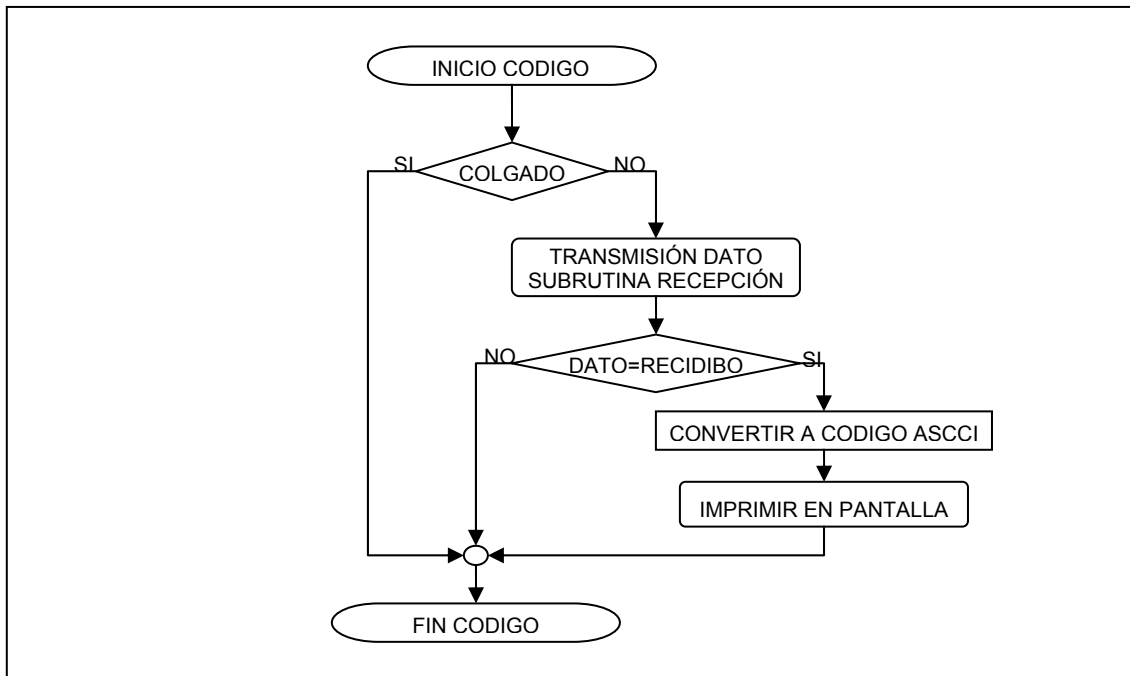 INICIO CODIGO
SI
COLGADO
NO
TRANSMISIÓN DATO
SUBRUTINA RECEPCIÓN
NO
DATO=RECIDIBO
SI
CONVERTIR A CODIGO ASCCI
IMPRIMIR EN PANTALLA
FIN CODIGO